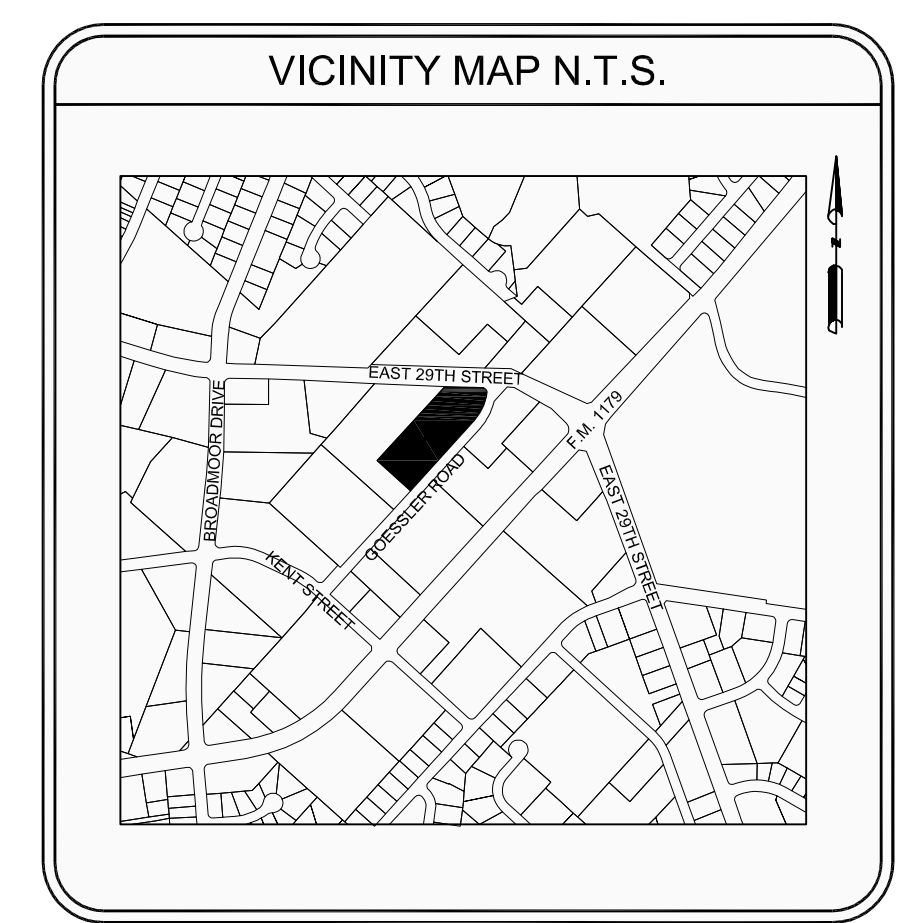 VICINITY MAP N.T.S.
N
EAST 29TH STREET
F.M. 1179
BROADMOOR DRIVE
GOESSLER ROAD
EAST 29TH STREET
KENT STREET